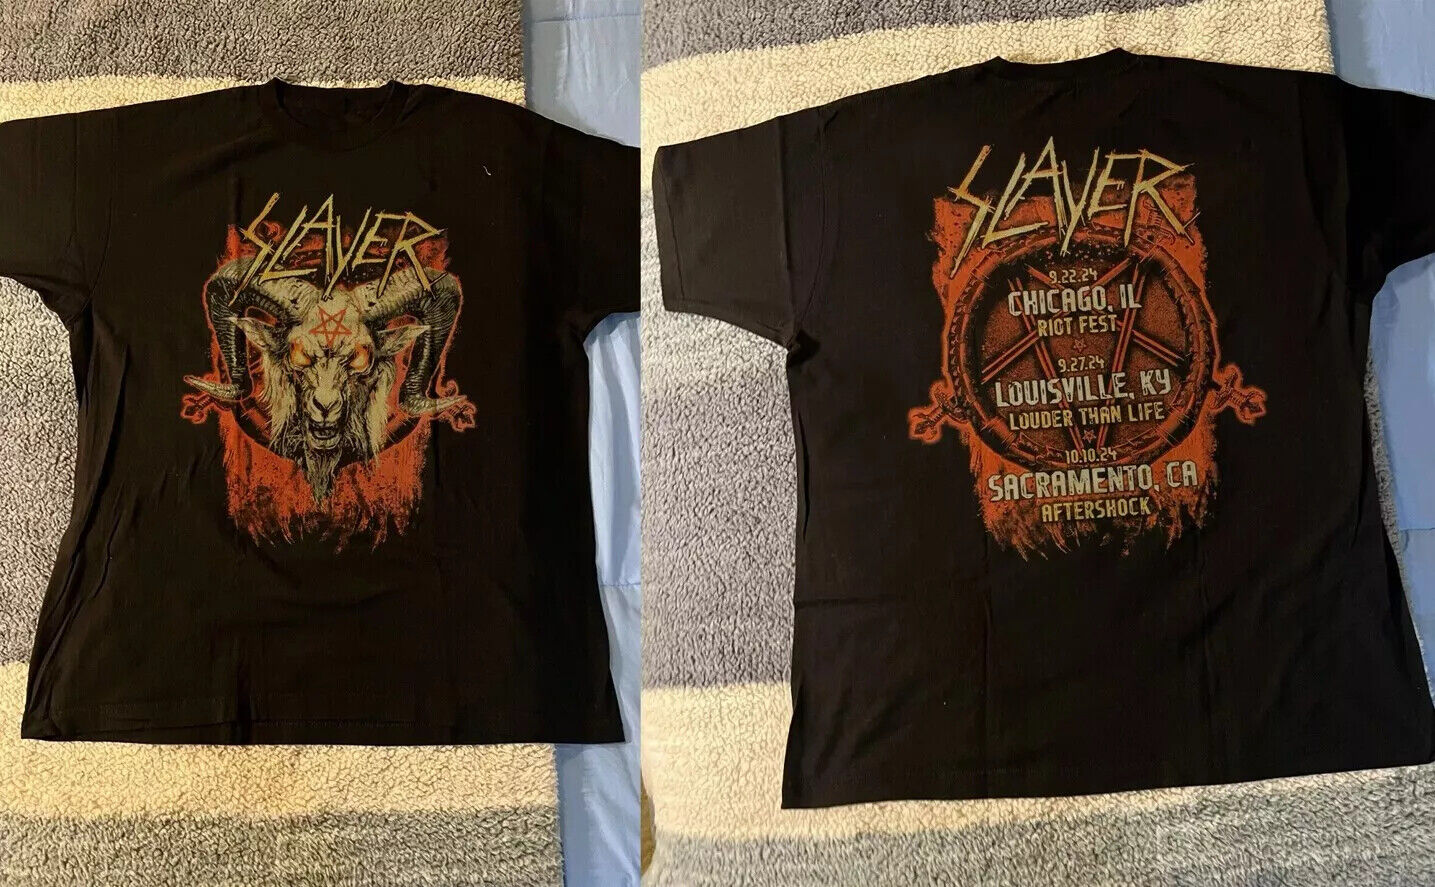 SLAYER
SLAYER
9.22.24
CHICAGO, IL
RIOT FEST
9.27.24
LOUISVILLE, KY
LOUDER THAN LIFE
10.10.24
SACRAMENTO, CA
AFTERSHOCK